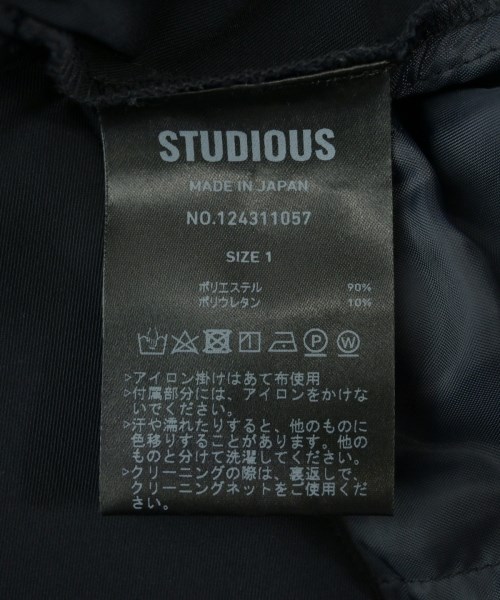 STUDIOUS
MADE IN JAPAN
NO.124311057
SIZE 1
ポリエステル 90%
ポリウレタン 10%
P W
>アイロン掛けはあて布使用
>付属部分には、アイロンをかけな
いでください。
>汗や濡れたりすると、他のものに
色移りすることがあります。他の
ものと分けて洗濯してください。
>クリーニングの際は、裏返しで、
クリーニングネットをご使用くだ
さい。